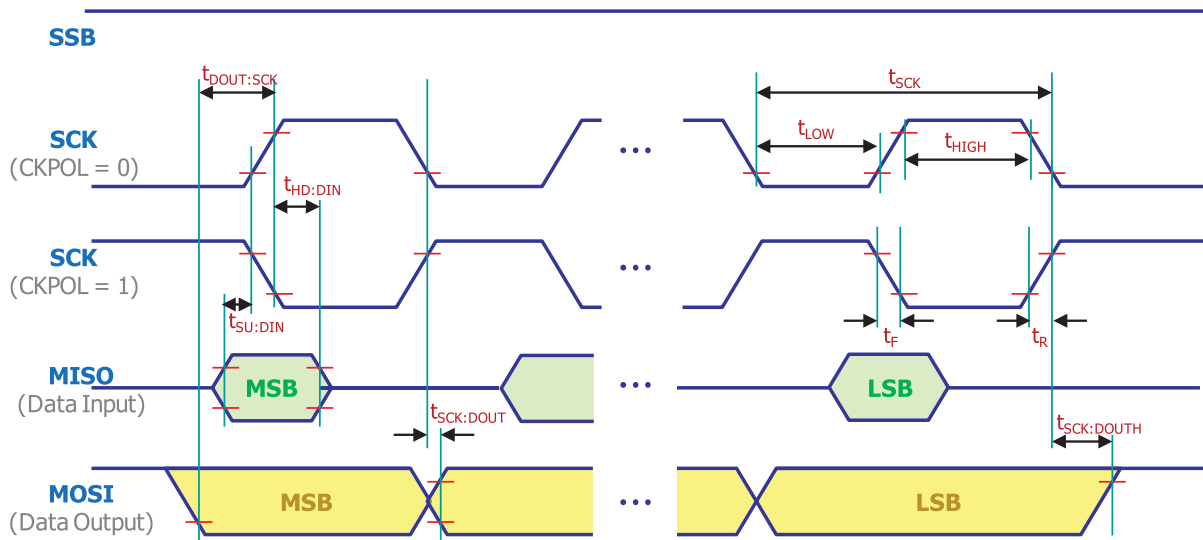 SSB
tDOUT:SCK
tSCK
SCK
(CKPOL = 0)
tLOW
tHIGH
...
tHD:DIN
SCK
(CKPOL = 1)
...
tSU:DIN
tF
tR
MISO
(Data Input)
MSB
...
LSB
tSCK:DOUT
tSCK:DOUTH
MOSI
(Data Output)
MSB
...
LSB